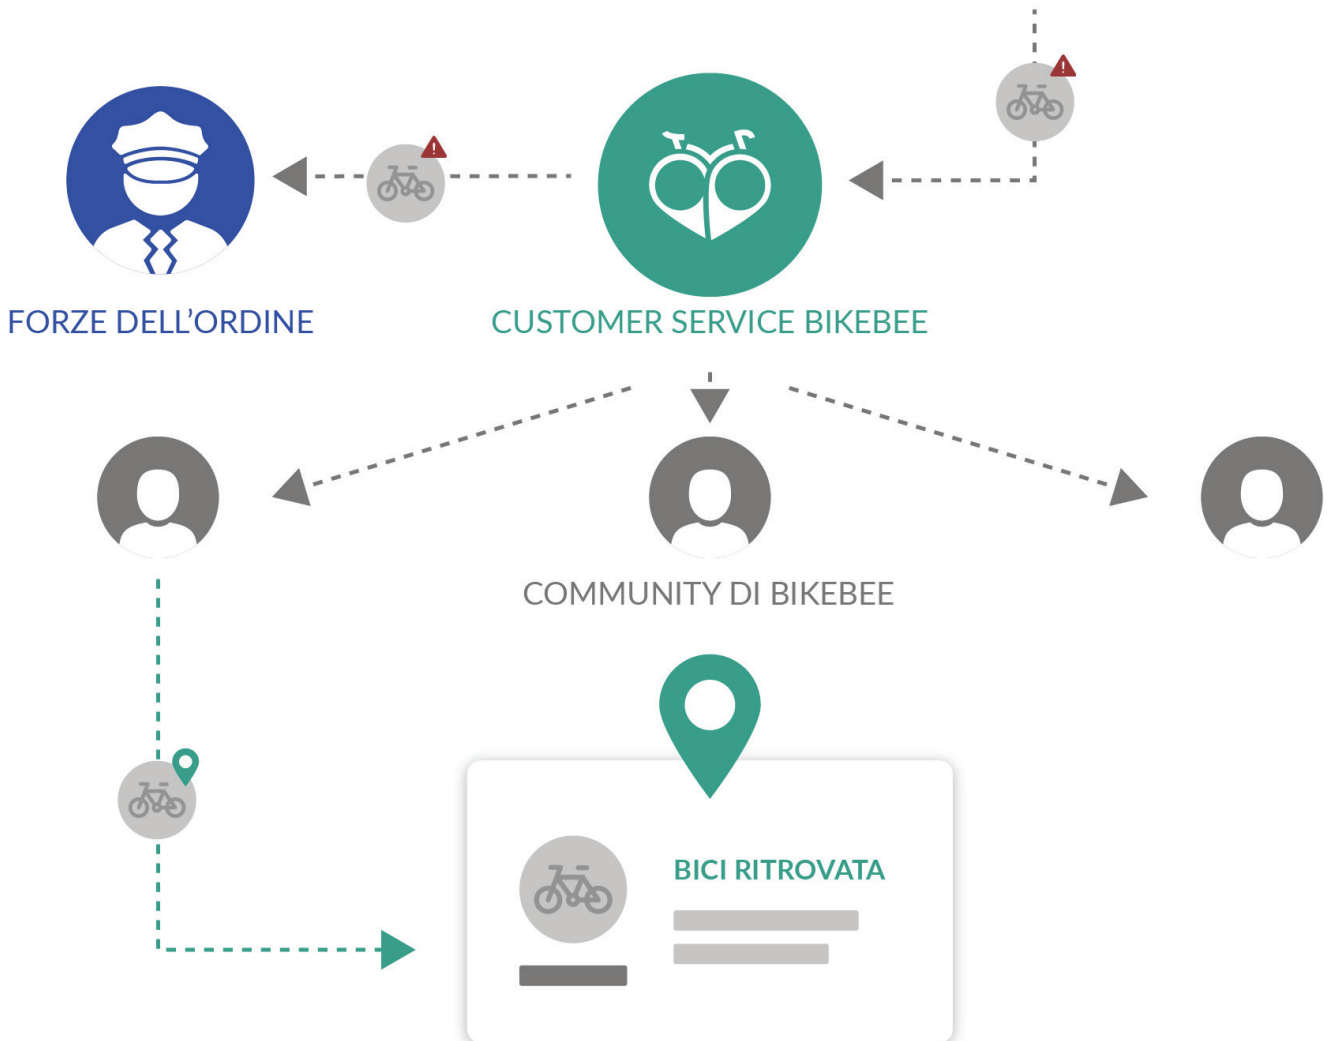 FORZE DELL’ORDINE
CUSTOMER SERVICE BIKEBEE
COMMUNITY DI BIKEBEE
BICI RITROVATA